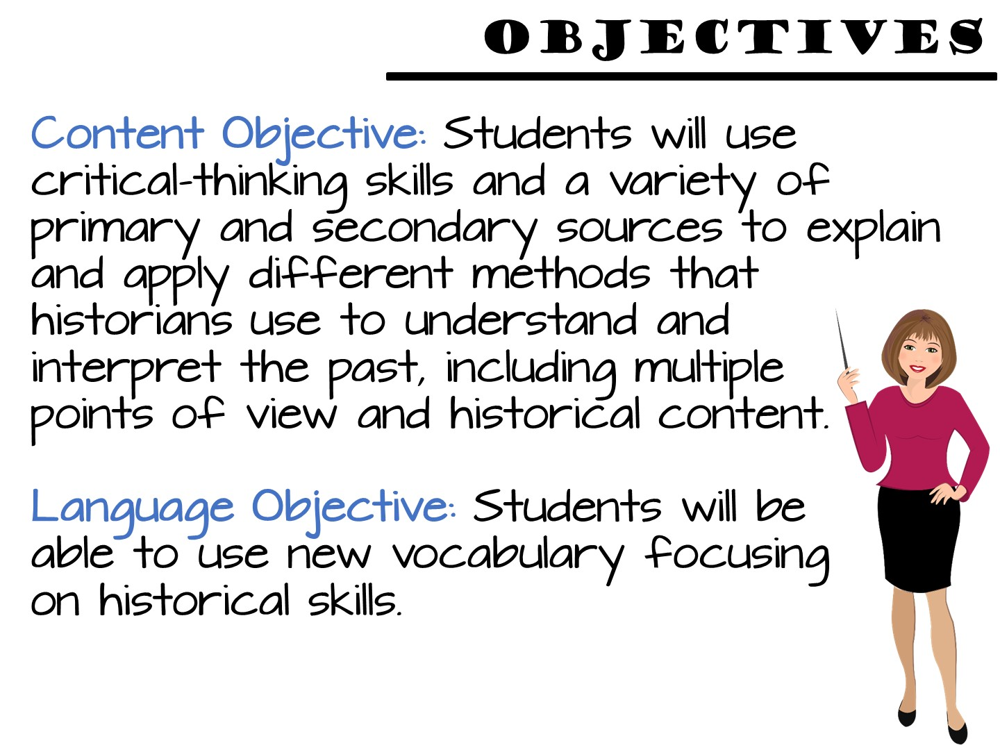 OBJECTIVES
Content Objective: Students will use
critical-thinking skills and a variety of
primary and secondary sources to explain
and apply different methods that
historians use to understand and
interpret the past, including multiple
points of view and historical content.
Language Objective: Students will be
able to use new vocabulary focusing
on historical skills.